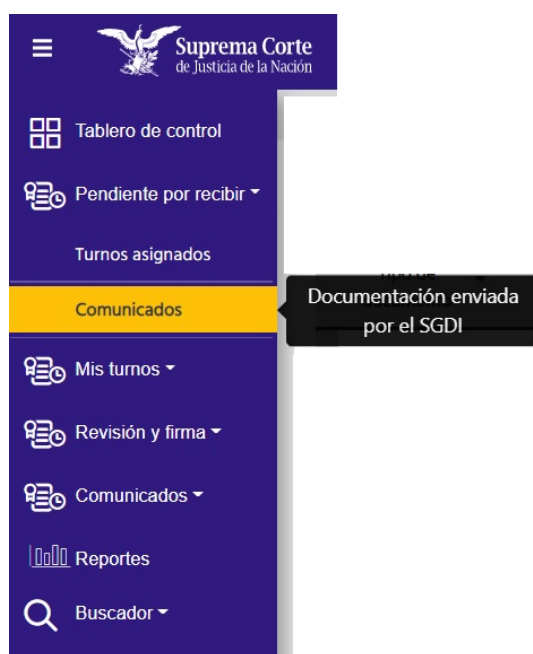 Suprema Corte
de Justicia de la Nación
Tablero de control
Pendiente por recibir
Turnos asignados
Comunicados
Documentación enviada
por el SGDI
Mis turnos
Revisión y firma
Comunicados
Reportes
Buscador